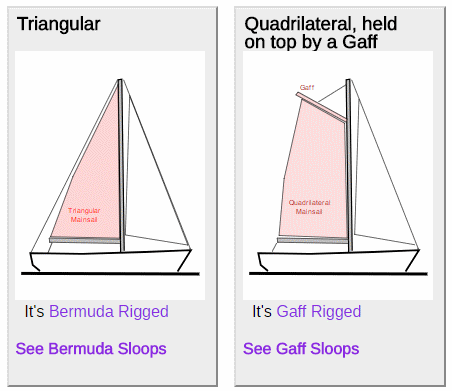 Triangular
Triangular
Mainsail
It's Bermuda Rigged
See Bermuda Sloops
Quadrilateral, held
on top by a Gaff
Gaff
Quadrilateral
Mainsail
It's Gaff Rigged
See Gaff Sloops